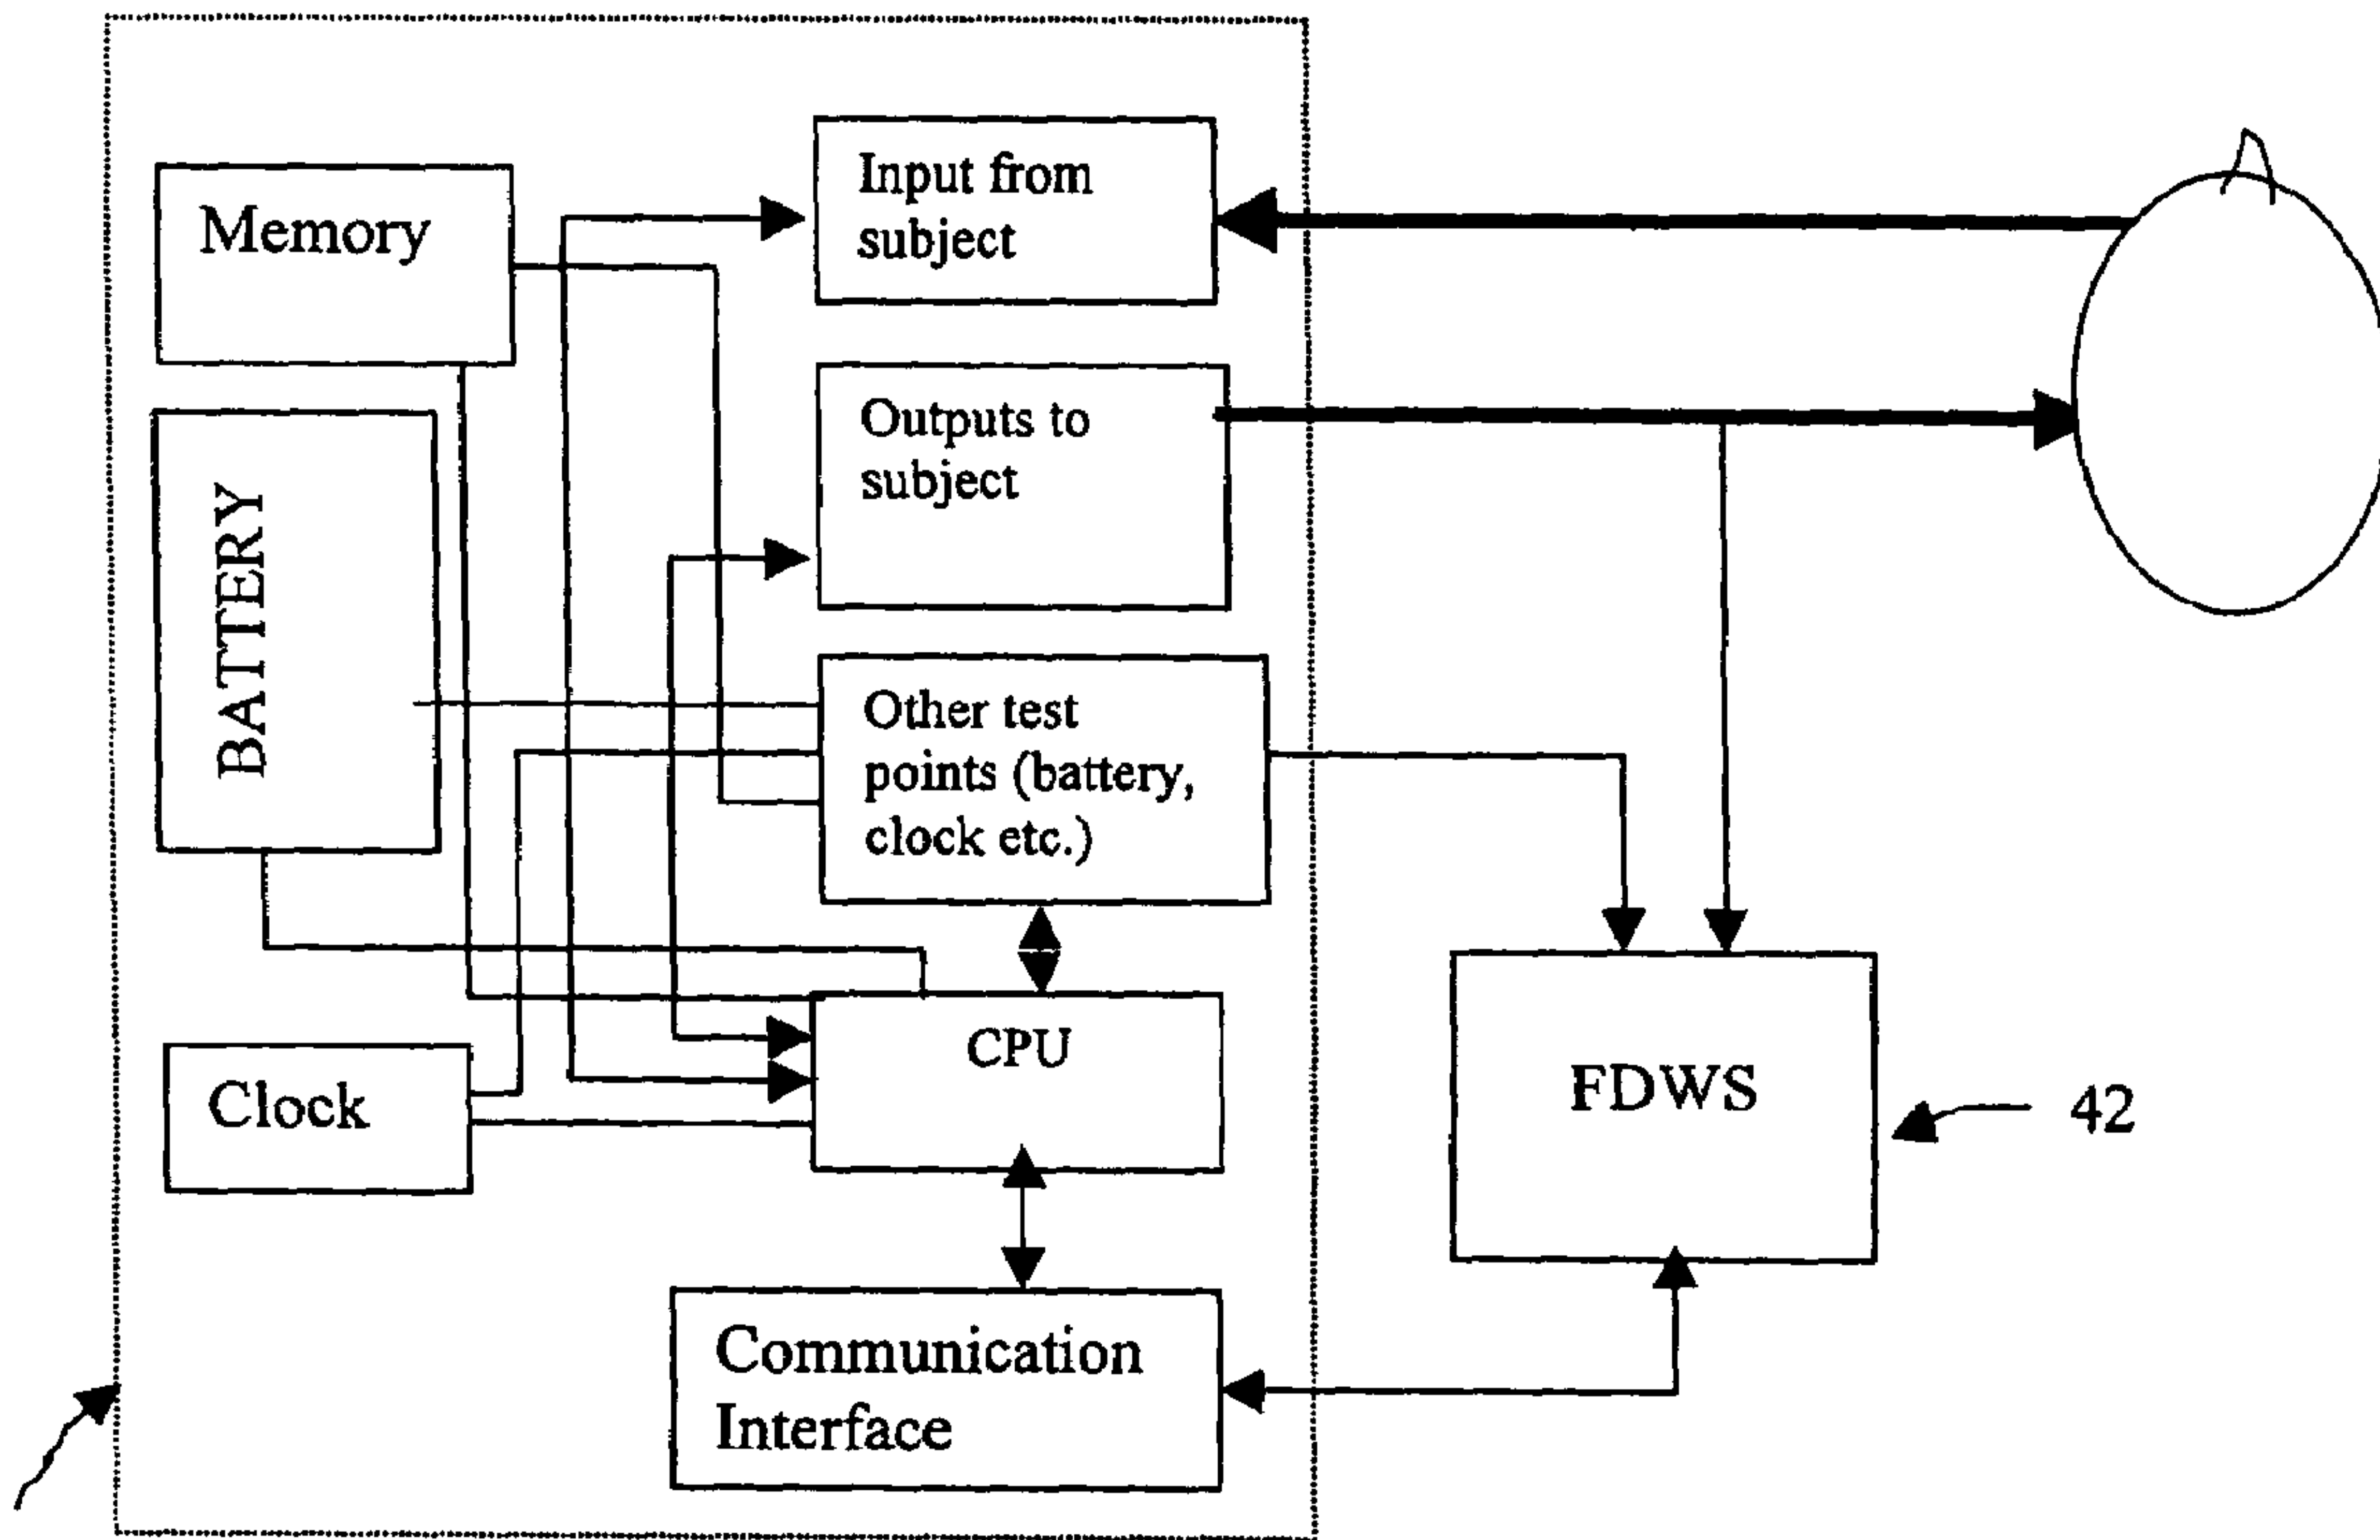 Memory
Input from
subject
BATTERY
Outputs to
subject
Other test
points (battery,
clock etc.)
CPU
Clock
FDWS
42
Communication
Interface